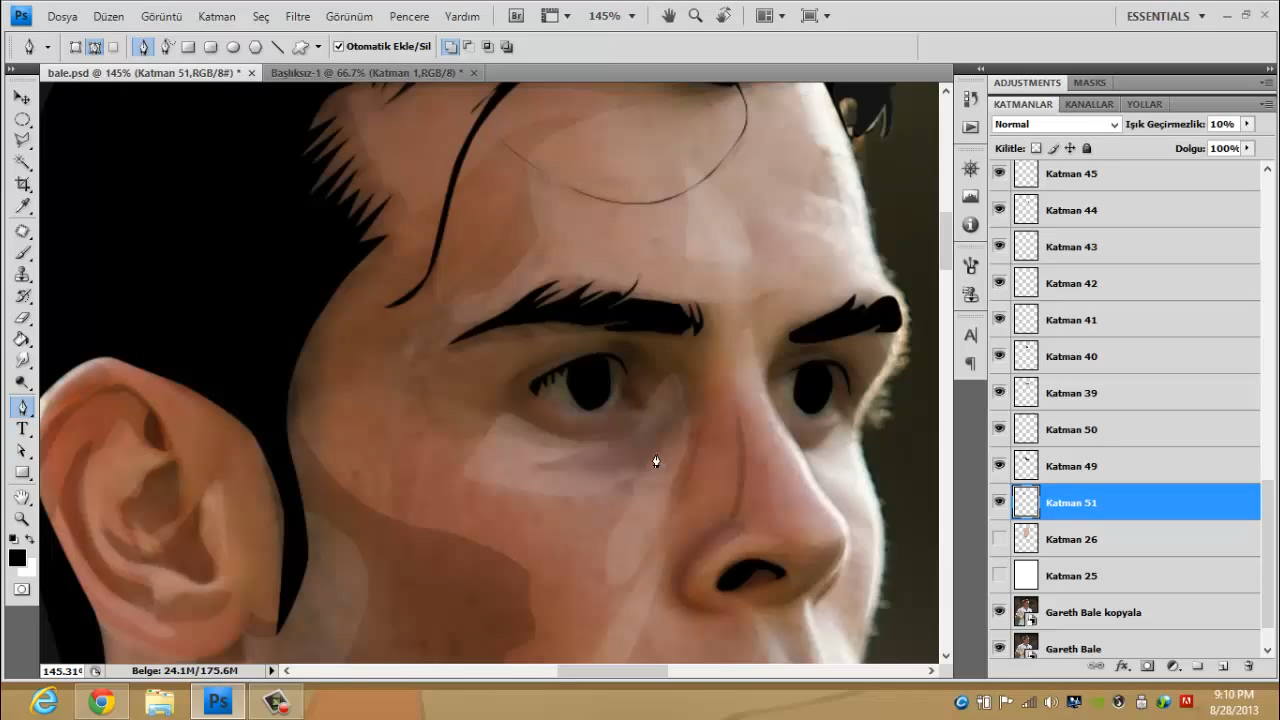 Ps Dosya Düzen Görüntü Katman Seç Filtre Görünüm Pencere Yardım Br 145% ESSENTIALS
Otomatik Ekle/Sil
bale.psd @ 145% (Katman 51,RGB/8#) * Başlıksız-1 @ 66.7% (Katman 1,RGB/8) *
ADJUSTMENTS MASKS
KATMANLAR KANALLAR YOLLAR
Normal Işık Geçirmezlik: 10%
Kilitle: Dolgu: 100%
Katman 45
Katman 44
Katman 43
Katman 42
Katman 41
Katman 40
Katman 39
Katman 50
Katman 49
Katman 51
Katman 26
Katman 25
Gareth Bale kopyala
Gareth Bale
145.31% Belge: 24.1M/175.6M
Ps
9:10 PM
8/28/2013